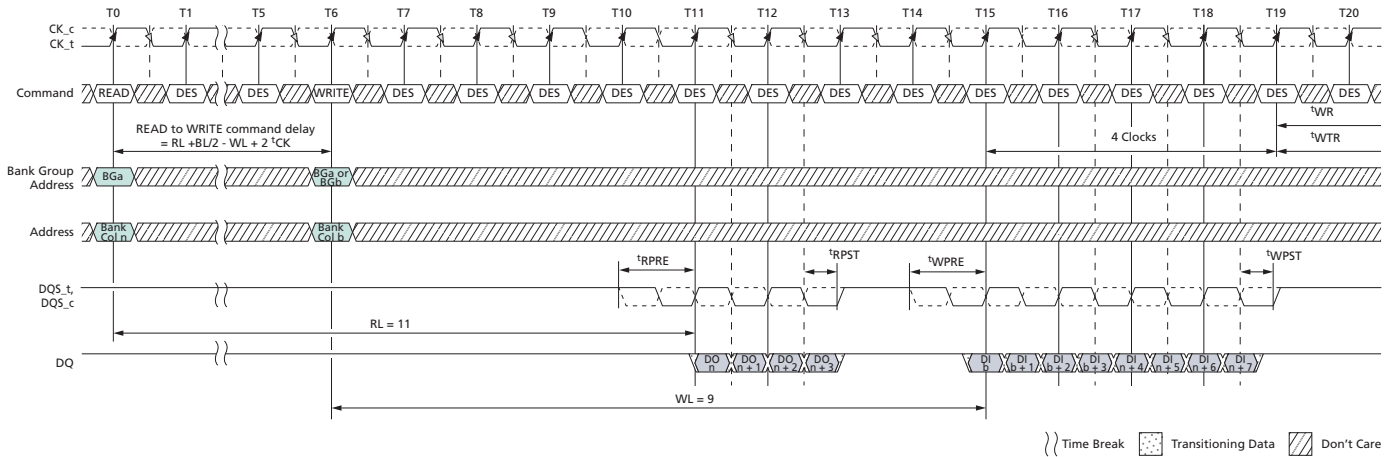 T0 T1 T5 T6 T7 T8 T9 T10 T11 T12 T13 T14 T15 T16 T17 T18 T19 T20
CK_c
CK_t
Command READ DES DES WRITE DES DES DES DES DES DES DES DES DES DES DES DES DES DES
tWR
READ to WRITE command delay
= RL +BL/2 - WL + 2 tCK
4 Clocks
tWTR
Bank Group
Address
BGa
BGa or
BGb
Address
Bank
Col n
Bank
Col b
tRPRE tRPST tWPRE tWPST
DQS_t,
DQS_c
RL = 11
DQ
DO
n
DO
n + 1
DO
n + 2
DO
n + 3
DI
b
DI
b + 1
DI
b + 2
DI
b + 3
DI
n + 4
DI
n + 5
DI
n + 6
DI
n + 7
WL = 9
Time Break Transitioning Data Don't Care